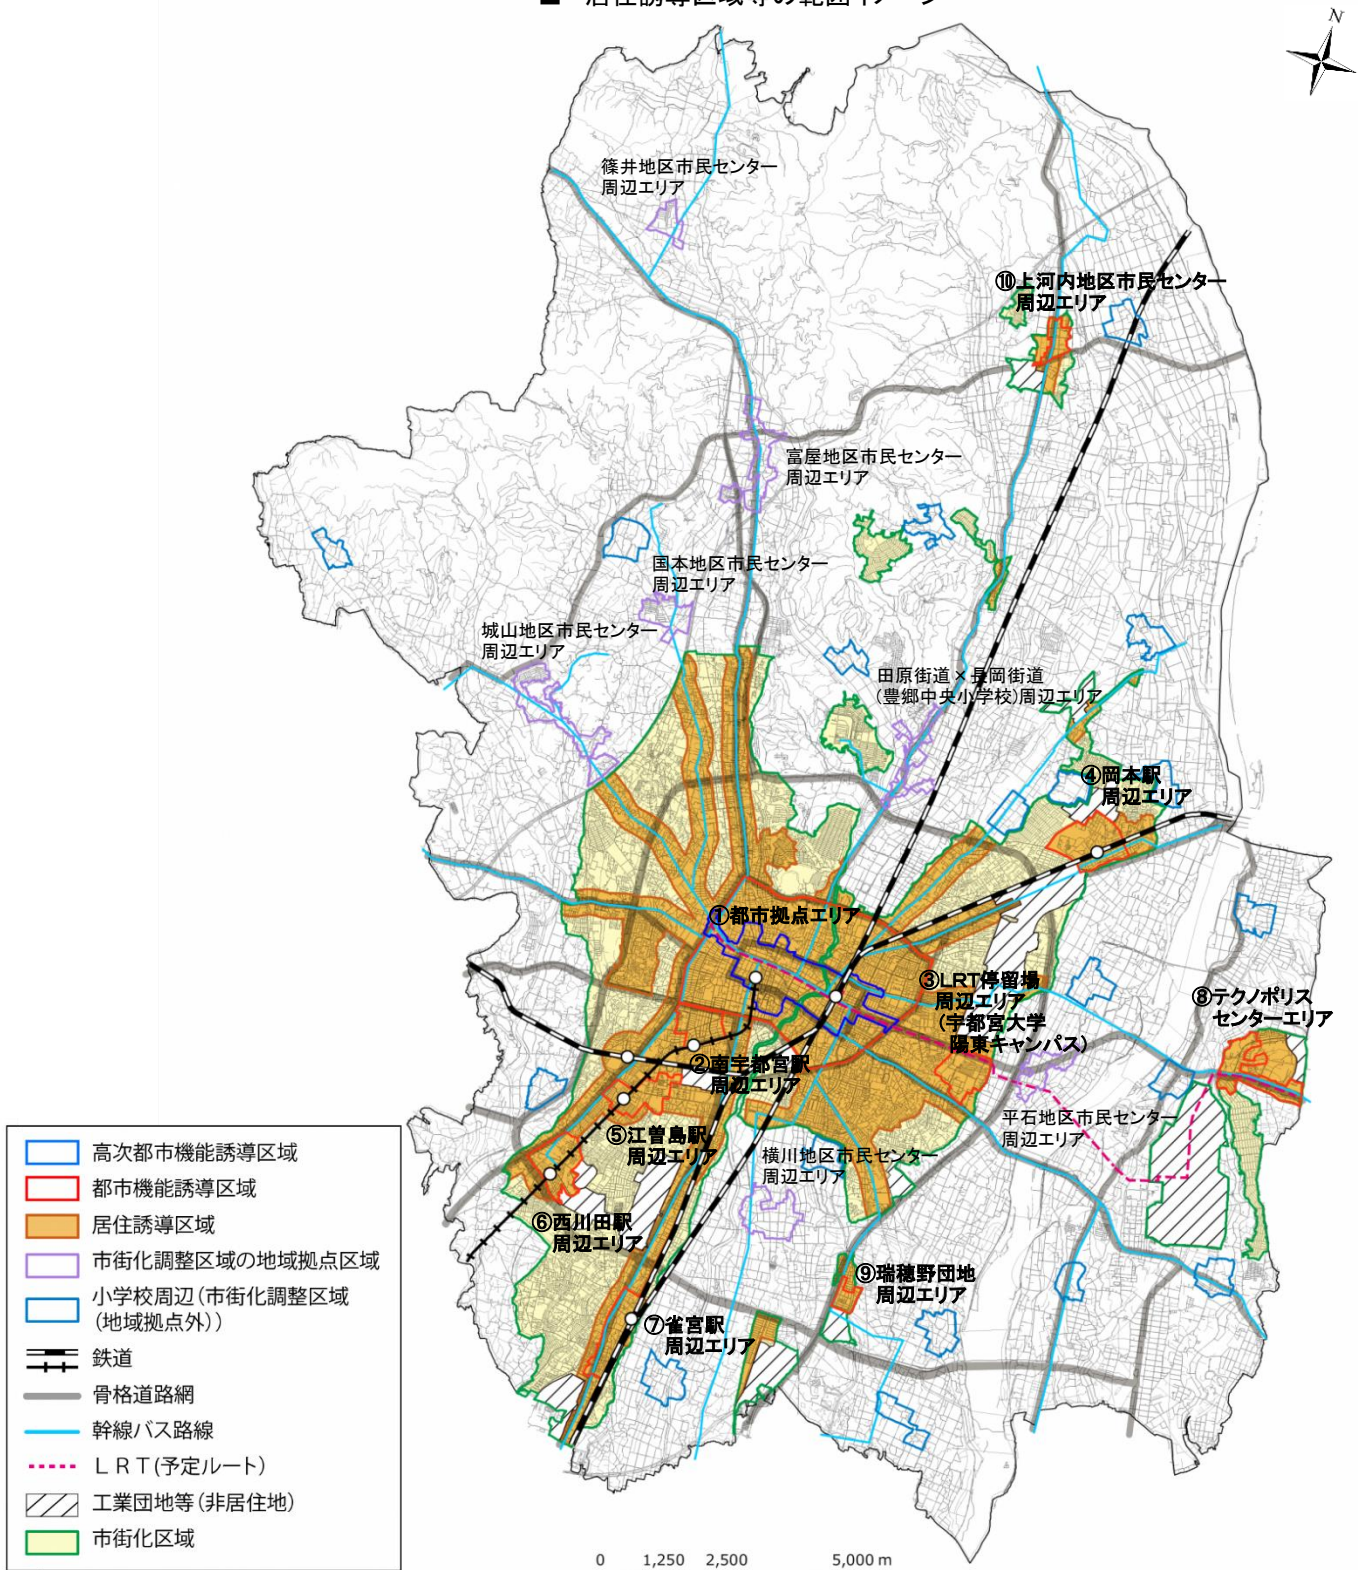 ■ 居住誘導区域等の範囲イメージ
N
篠井地区市民センター
周辺エリア
⑩上河内地区市民センター
周辺エリア
富屋地区市民センター
周辺エリア
国本地区市民センター
周辺エリア
城山地区市民センター
周辺エリア
田原街道×長岡街道
(豊郷中央小学校)周辺エリア
④岡本駅
周辺エリア
①都市拠点エリア
③LRT停留場
周辺エリア
(宇都宮大学
陽東キャンパス)
⑧テクノポリス
センターエリア
②南宇都宮駅
周辺エリア
平石地区市民センター
周辺エリア
⑤江曽島駅
周辺エリア
横川地区市民センター
周辺エリア
⑥西川田駅
周辺エリア
⑨瑞穂野団地
周辺エリア
⑦雀宮駅
周辺エリア
高次都市機能誘導区域
都市機能誘導区域
居住誘導区域
市街化調整区域の地域拠点区域
小学校周辺(市街化調整区域
(地域拠点外))
鉄道
骨格道路網
幹線バス路線
LRT(予定ルート)
工業団地等(非居住地)
市街化区域
0 1,250 2,500 5,000 m